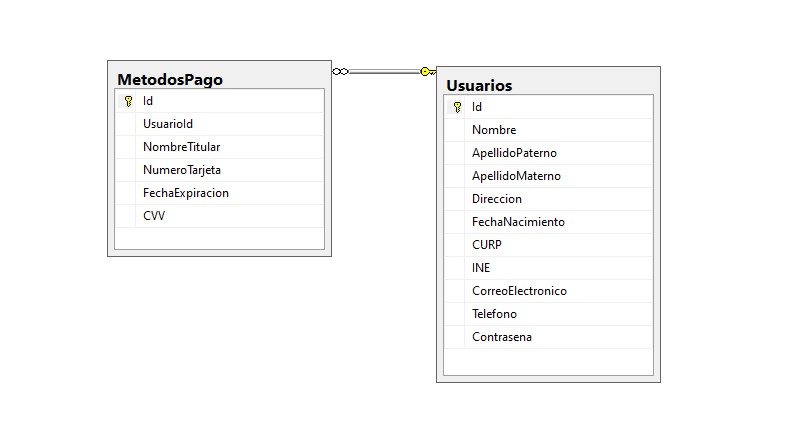 MetodosPago
Id
UsuarioId
NombreTitular
NumeroTarjeta
FechaExpiracion
CVV
Usuarios
Id
Nombre
ApellidoPaterno
ApellidoMaterno
Direccion
FechaNacimiento
CURP
INE
CorreoElectronico
Telefono
Contrasena